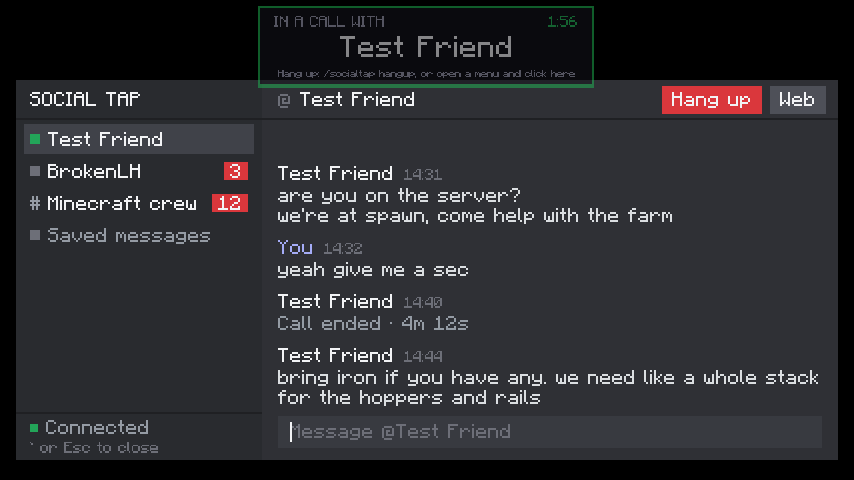 IN A CALL WITH 1:56
Test Friend
Hang up: /socialtap hangup, or open a menu and click here
SOCIAL TAP
@ Test Friend
Hang up
Web
Test Friend
BrokenLH 3
# Minecraft crew 12
Saved messages
Test Friend 14:31
are you on the server?
we're at spawn, come help with the farm
You 14:32
yeah give me a sec
Test Friend 14:40
Call ended · 4m 12s
Test Friend 14:44
bring iron if you have any. we need like a whole stack
for the hoppers and rails
Message @Test Friend
Connected
` or Esc to close